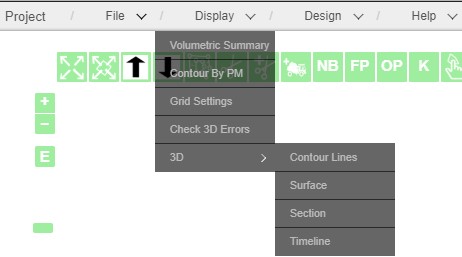 Project / File / Display / Design / Help
Volumetric Summary
Contour By PM
NB FP OP K
Grid Settings
+
−
Check 3D Errors
E
3D
Contour Lines
Surface
Section
Timeline